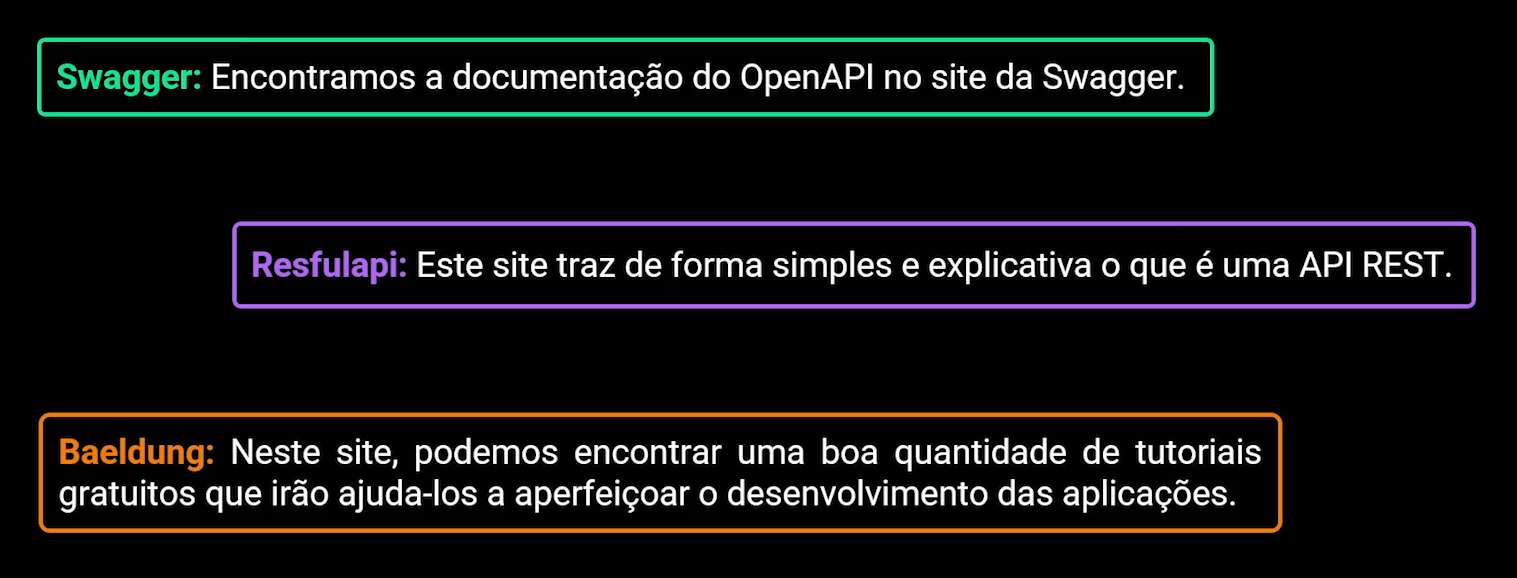 Swagger: Encontramos a documentação do OpenAPI no site da Swagger.
Resfulapi: Este site traz de forma simples e explicativa o que é uma API REST.
Baeldung: Neste site, podemos encontrar uma boa quantidade de tutoriais
gratuitos que irão ajuda-los a aperfeiçoar o desenvolvimento das aplicações.